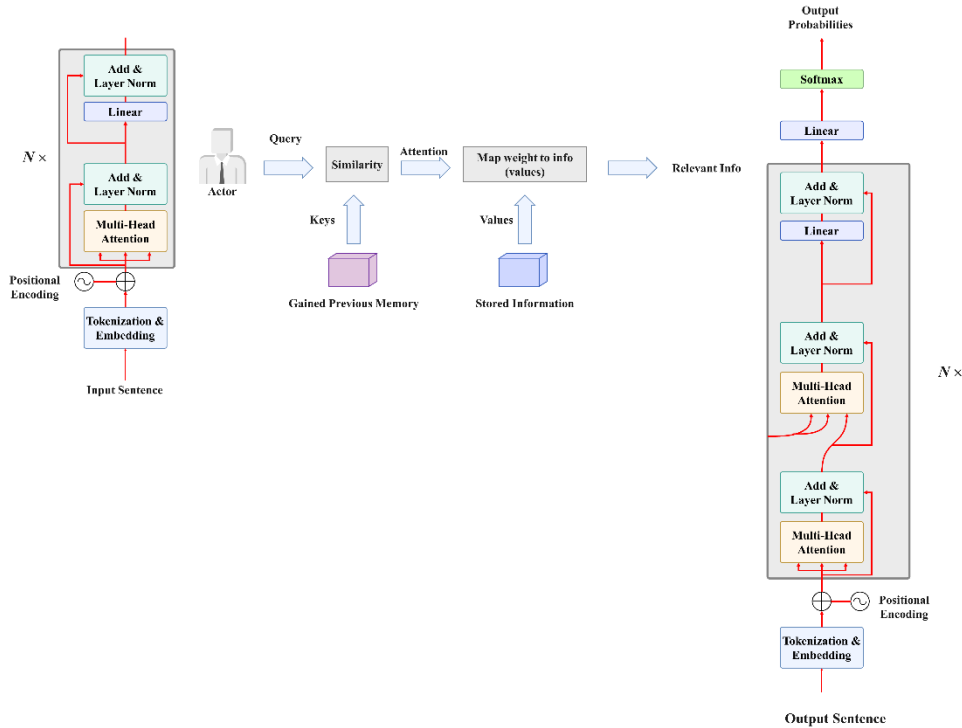 Add &
Layer Norm
Linear
N ×
Add &
Layer Norm
Multi-Head
Attention
Positional
Encoding
Tokenization &
Embedding
Input Sentence
Actor
Query
Similarity
Attention
Map weight to info
(values)
Relevant Info
Keys
Values
Gained Previous Memory
Stored Information
Output
Probabilities
Softmax
Linear
Add &
Layer Norm
Linear
Add &
Layer Norm
N ×
Multi-Head
Attention
Add &
Layer Norm
Multi-Head
Attention
Positional
Encoding
Tokenization &
Embedding
Output Sentence